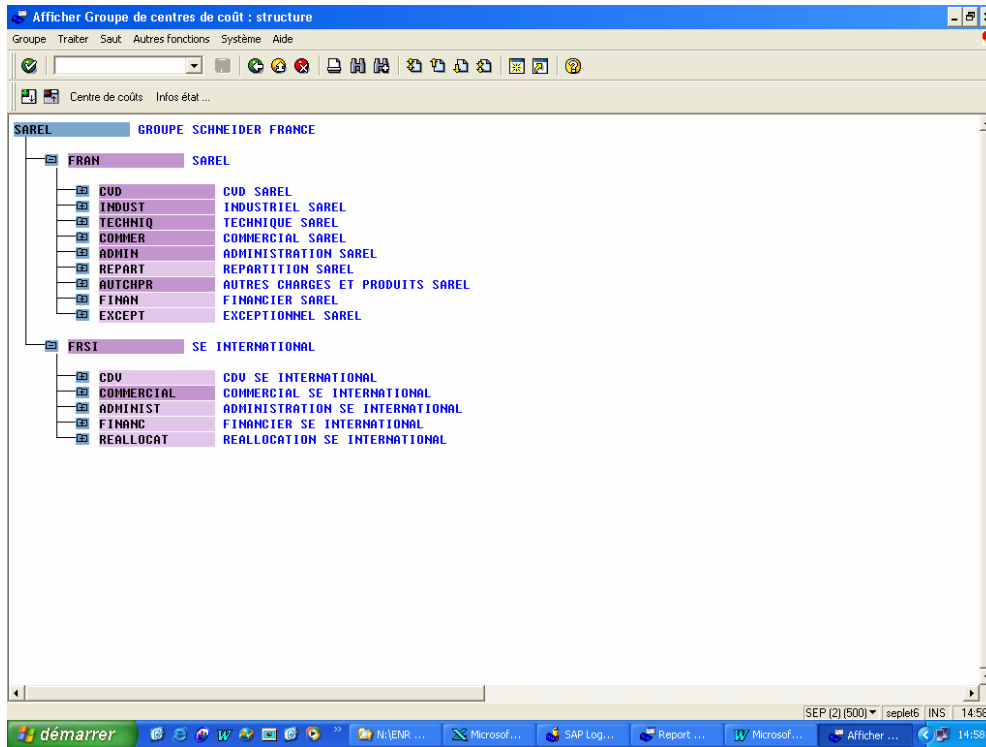 Afficher Groupe de centres de coût : structure
Groupe Traiter Saut Autres fonctions Système Aide
Centre de coûts Infos état ...
SAREL GROUPE SCHNEIDER FRANCE
FRAN SAREL
CVD CVD SAREL
INDUST INDUSTRIEL SAREL
TECHNIQ TECHNIQUE SAREL
COMMER COMMERCIAL SAREL
ADMIN ADMINISTRATION SAREL
REPART REPARTITION SAREL
AUTCHPR AUTRES CHARGES ET PRODUITS SAREL
FINAN FINANCIER SAREL
EXCEPT EXCEPTIONNEL SAREL
FRSI SE INTERNATIONAL
CDV CDV SE INTERNATIONAL
COMMERCIAL COMMERCIAL SE INTERNATIONAL
ADMINIST ADMINISTRATION SE INTERNATIONAL
FINANC FINANCIER SE INTERNATIONAL
REALLOCAT REALLOCATION SE INTERNATIONAL
SEP (2) (500) seplet6 INS 14:58
démarrer N:\ENR ... Microsof... SAP Log... Report ... Microsof... Afficher ... 14:58